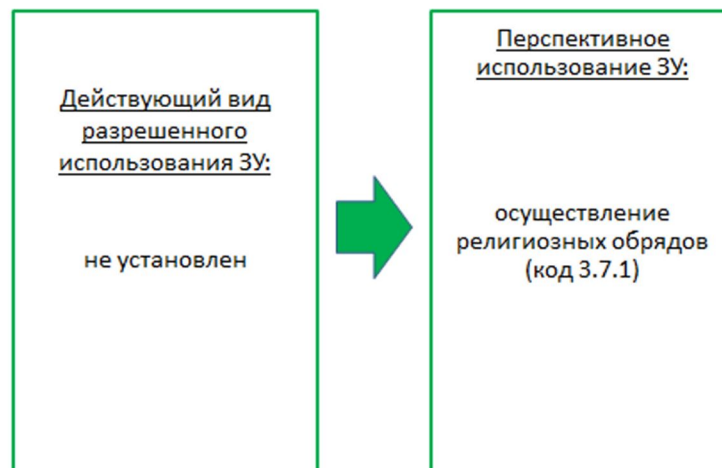 Действующий вид
разрешенного
использования ЗУ:
не установлен
Перспективное
использование ЗУ:
осуществление
религиозных обрядов
(код 3.7.1)